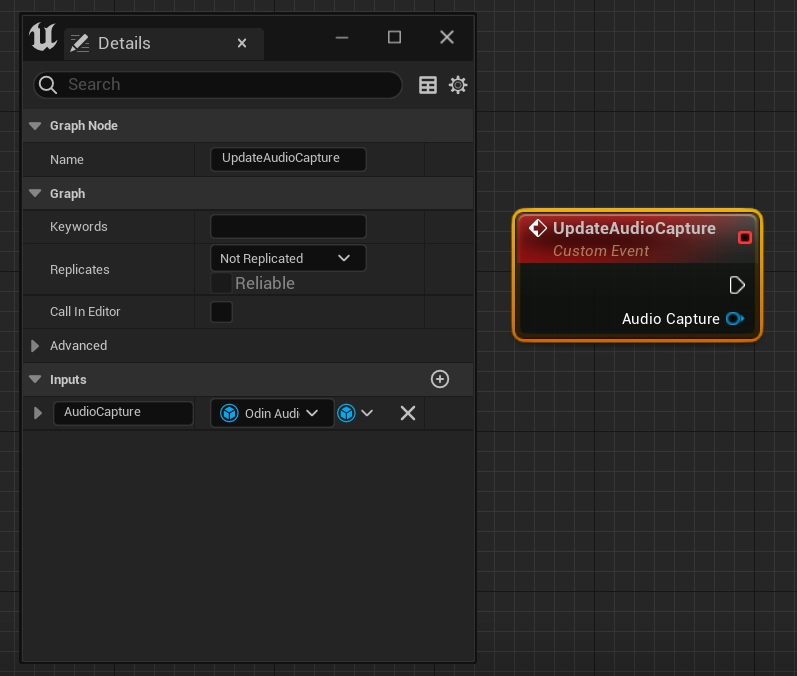 Details
Search
Graph Node
Name
UpdateAudioCapture
Graph
Keywords
Replicates
Not Replicated
Reliable
Call In Editor
Advanced
Inputs
AudioCapture
Odin Audi
UpdateAudioCapture
Custom Event
Audio Capture